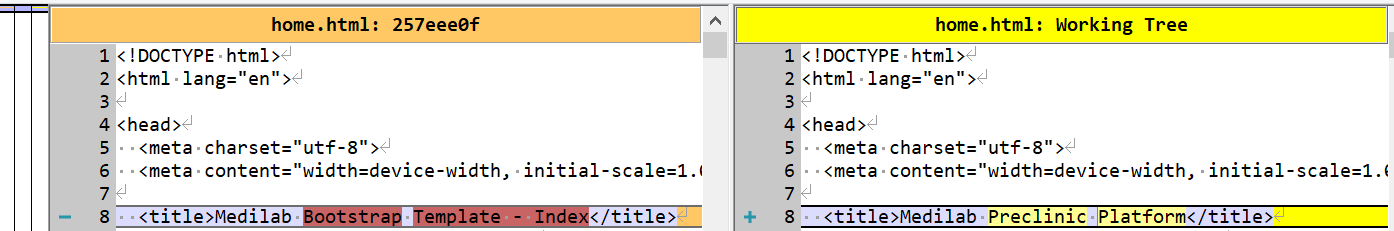 home.html: 257eee0f
1 <!DOCTYPE html>
2 <html lang="en">
3
4 <head>
5   <meta charset="utf-8">
6   <meta content="width=device-width, initial-scale=1.
7
8   <title>Medilab Bootstrap Template - Index</title>
home.html: Working Tree
1 <!DOCTYPE html>
2 <html lang="en">
3
4 <head>
5   <meta charset="utf-8">
6   <meta content="width=device-width, initial-scale=1.
7
8   <title>Medilab Preclinic Platform</title>